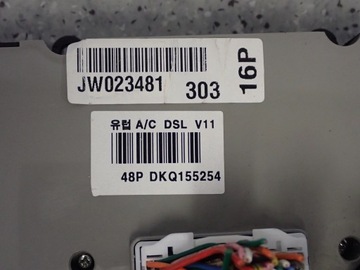 JW023481 303 16P
유럽 A/C DSL V11
48P DKQ155254